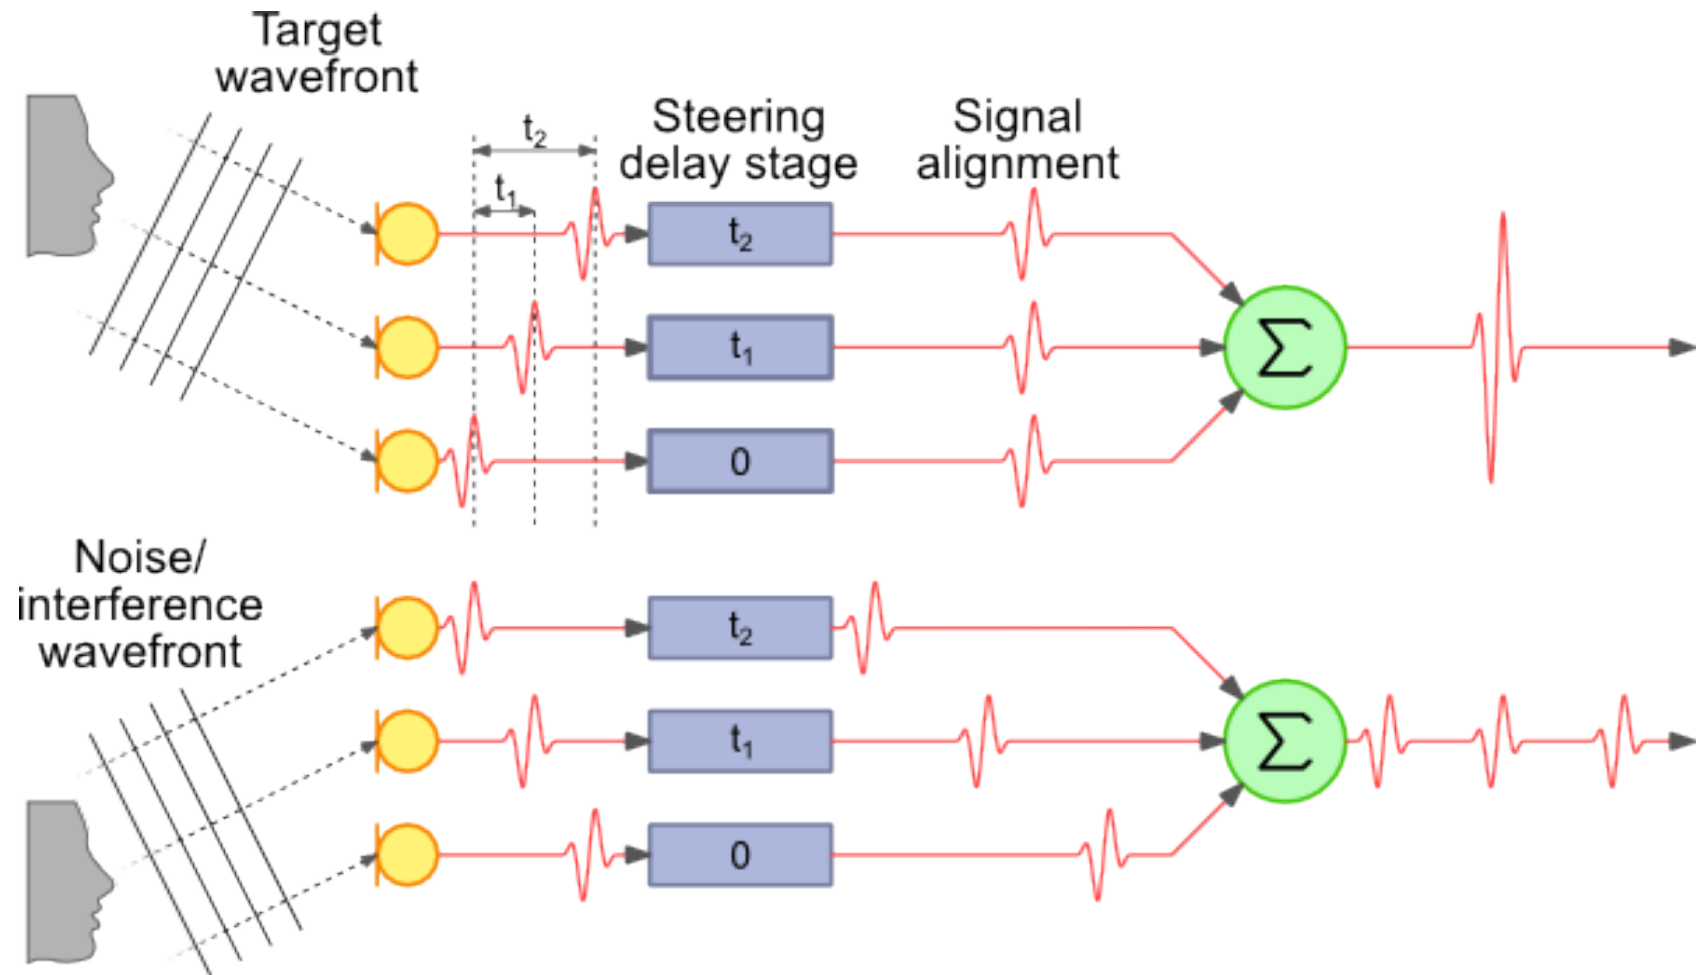 Target
wavefront
Steering
delay stage
Signal
alignment
t₂
t₁
t₂
t₁
0
Σ
Noise/
interference
wavefront
t₂
t₁
0
Σ